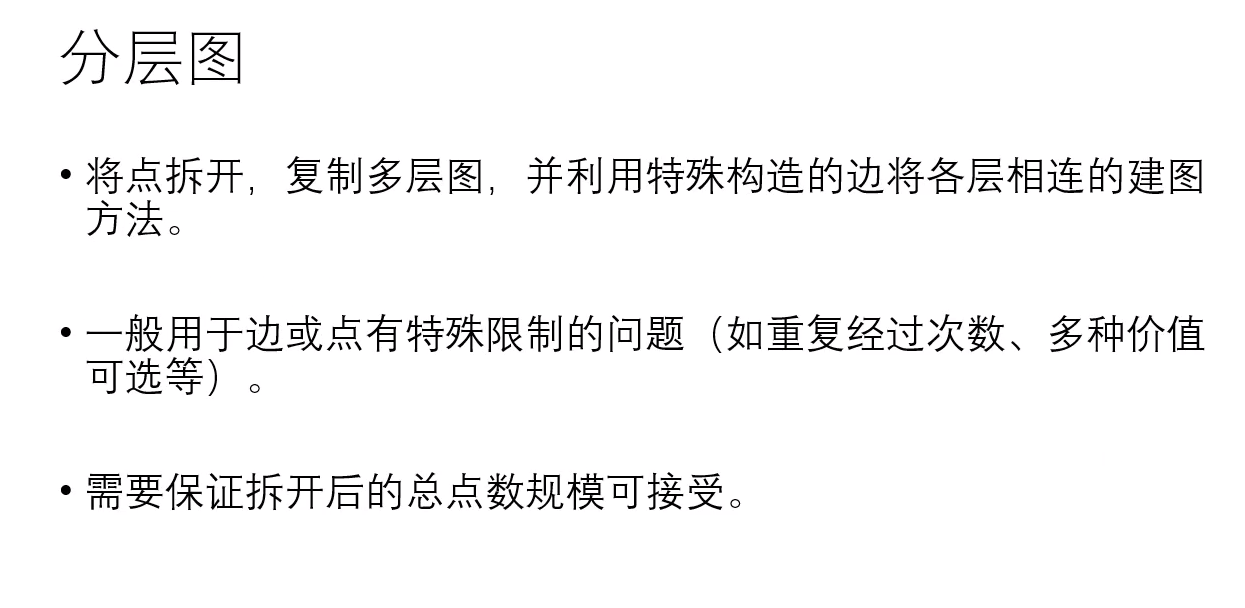 分层图
• 将点拆开，复制多层图，并利用特殊构造的边将各层相连的建图
方法。
• 一般用于边或点有特殊限制的问题（如重复经过次数、多种价值
可选等）。
• 需要保证拆开后的总点数规模可接受。